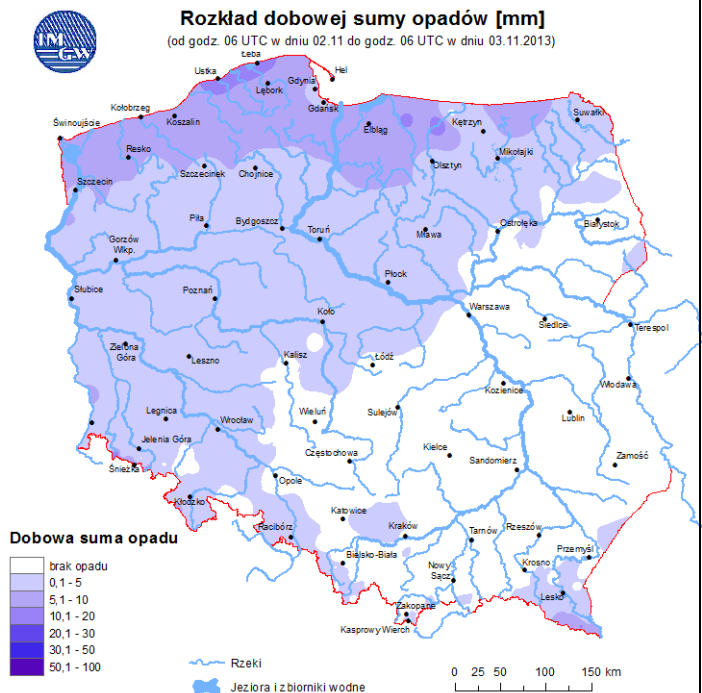 Rozkład dobowej sumy opadów [mm]
(od godz. 06 UTC w dniu 02.11 do godz. 06 UTC w dniu 03.11.2013)
IM
GW
Łeba
Ustka
Hel
Gdynia
Lębork
Gdańsk
Kołobrzeg
Koszalin
Świnoujście
Elbląg
Kętrzyn
Suwałki
Resko
Szczecinek
Chojnice
Olsztyn
Mikołajki
Szczecin
Piła
Bydgoszcz
Toruń
Mława
Ostrołęka
Białystok
Gorzów
Wlkp.
Płock
Słubice
Poznań
Koło
Warszawa
Siedlce
Terespol
Zielona
Góra
Leszno
Kalisz
Łódź
Kozienice
Włodawa
Legnica
Wrocław
Wieluń
Sulejów
Lublin
Jelenia Góra
Śnieżka
Częstochowa
Kielce
Sandomierz
Zamość
Opole
Kłodzko
Katowice
Racibórz
Kraków
Tarnów
Rzeszów
Bielsko-Biała
Nowy
Sącz
Krosno
Przemyśl
Lesko
Zakopane
Kasprowy Wierch
Dobowa suma opadu
brak opadu
0,1 - 5
5,1 - 10
10,1 - 20
20,1 - 30
30,1 - 50
50,1 - 100
Rzeki
Jeziora i zbiorniki wodne
0 25 50 100 150 km